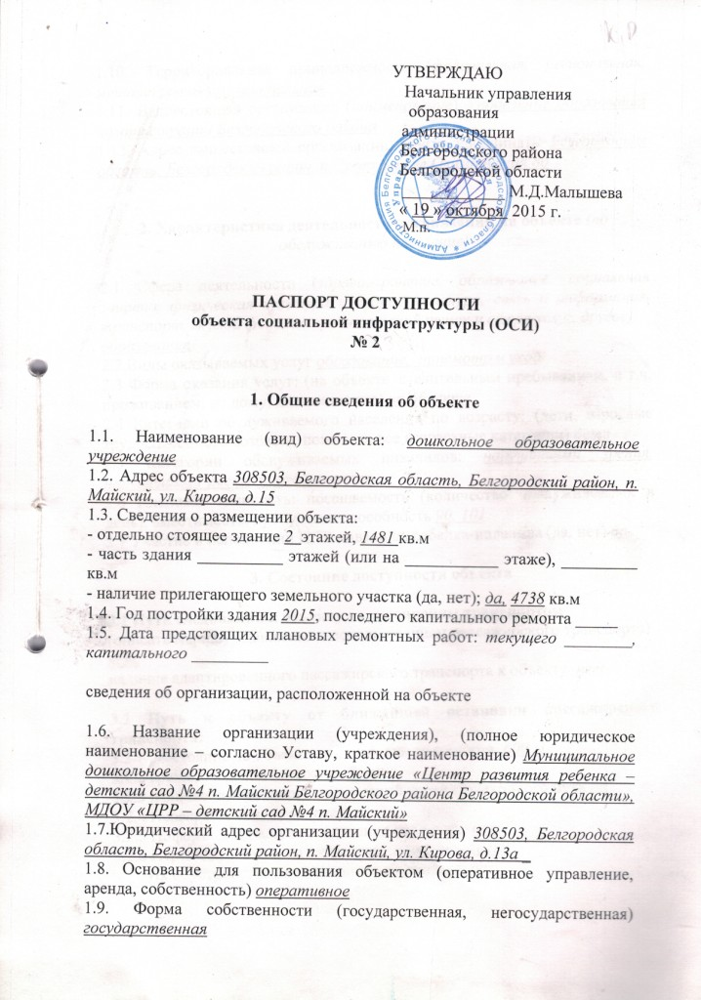 УТВЕРЖДАЮ
Начальник управления
образования
администрации
Белгородского района
Белгородской области
____________ М.Д.Малышева
« 19 » октября 2015 г.
М.п.
ПАСПОРТ ДОСТУПНОСТИ
объекта социальной инфраструктуры (ОСИ)
№ 2
1. Общие сведения об объекте
1.1. Наименование (вид) объекта: дошкольное образовательное
учреждение
1.2. Адрес объекта 308503, Белгородская область, Белгородский район, п.
Майский, ул. Кирова, д.15
1.3. Сведения о размещении объекта:
- отдельно стоящее здание 2 этажей, 1481 кв.м
- часть здания __________ этажей (или на ___________ этаже), _________
кв.м
- наличие прилегающего земельного участка (да, нет); да, 4738 кв.м
1.4. Год постройки здания 2015, последнего капитального ремонта _____
1.5. Дата предстоящих плановых ремонтных работ: текущего ________,
капитального _________
сведения об организации, расположенной на объекте
1.6. Название организации (учреждения), (полное юридическое
наименование – согласно Уставу, краткое наименование) Муниципальное
дошкольное образовательное учреждение «Центр развития ребенка –
детский сад №4 п. Майский Белгородского района Белгородской области»,
МДОУ «ЦРР – детский сад №4 п. Майский»
1.7.Юридический адрес организации (учреждения) 308503, Белгородская
область, Белгородский район, п. Майский, ул. Кирова, д.13а _
1.8. Основание для пользования объектом (оперативное управление,
аренда, собственность) оперативное
1.9. Форма собственности (государственная, негосударственная)
государственная